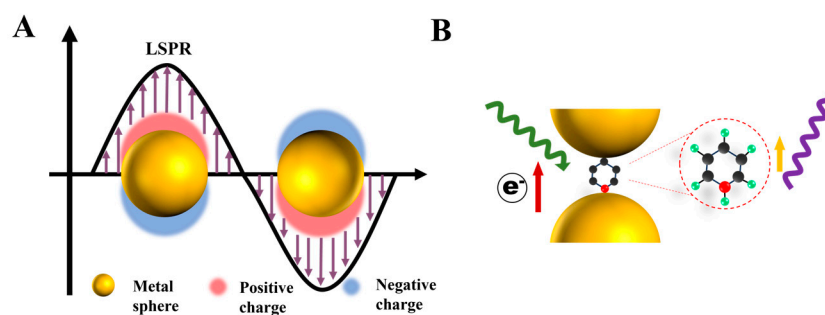 A
LSPR
Metal
sphere
Positive
charge
Negative
charge
B
e-